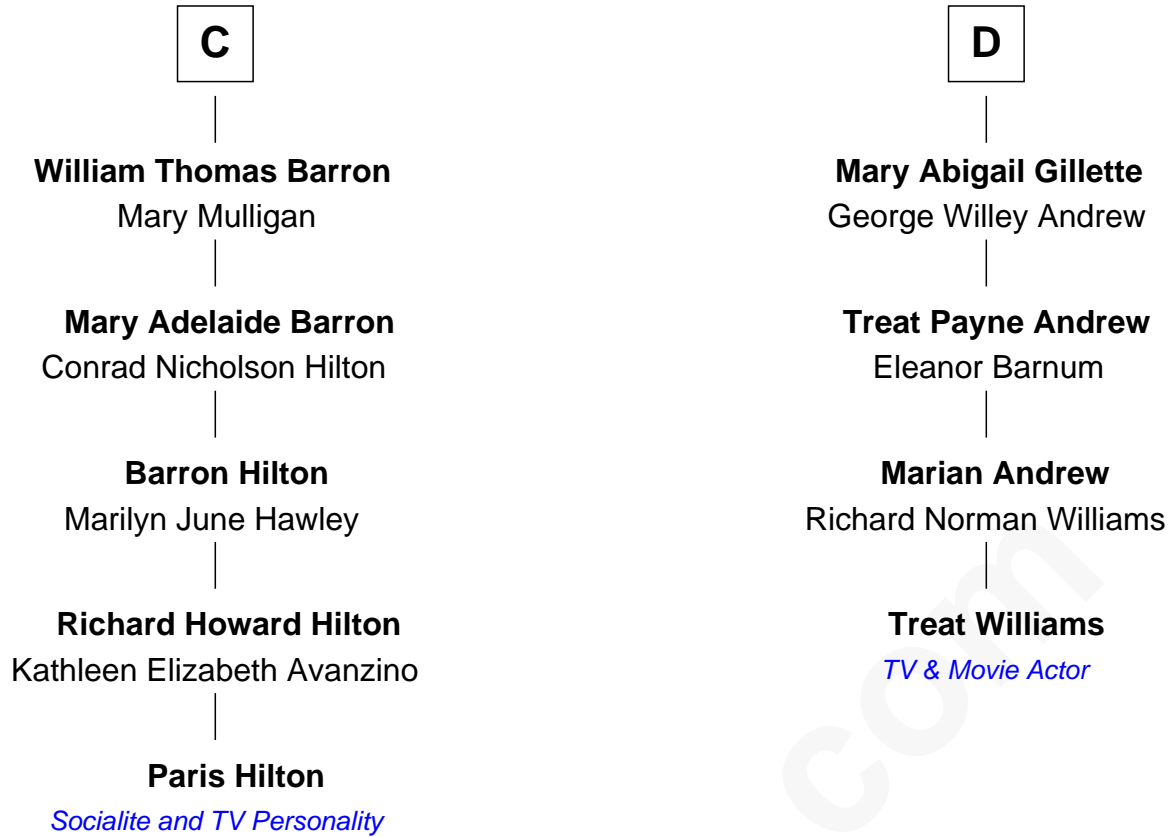 C
William Thomas Barron
Mary Mulligan
Mary Adelaide Barron
Conrad Nicholson Hilton
Barron Hilton
Marilyn June Hawley
Richard Howard Hilton
Kathleen Elizabeth Avanzino
Paris Hilton
Socialite and TV Personality
D
Mary Abigail Gillette
George Willey Andrew
Treat Payne Andrew
Eleanor Barnum
Marian Andrew
Richard Norman Williams
Treat Williams
TV & Movie Actor
com